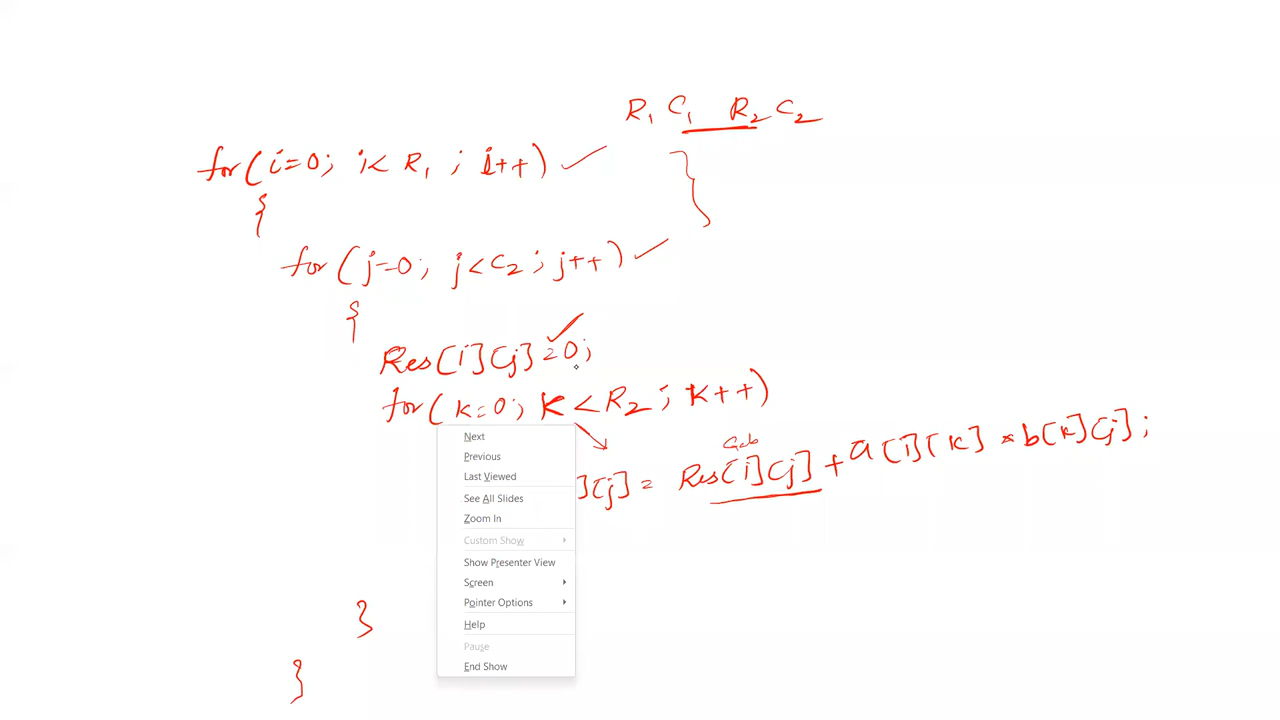 R₁ C₁ R₂ C₂
for(i=0; i< R₁ ; i++)
{
for (j=0; j<C₂; j++)
{
Res[i][j]=0;
for( k=0; k<R₂; k++)
][j] = Res[i][j] + a[i][k] * b[k][j];
}
}
Next
Previous
Last Viewed
See All Slides
Zoom In
Custom Show
Show Presenter View
Screen
Pointer Options
Help
Pause
End Show